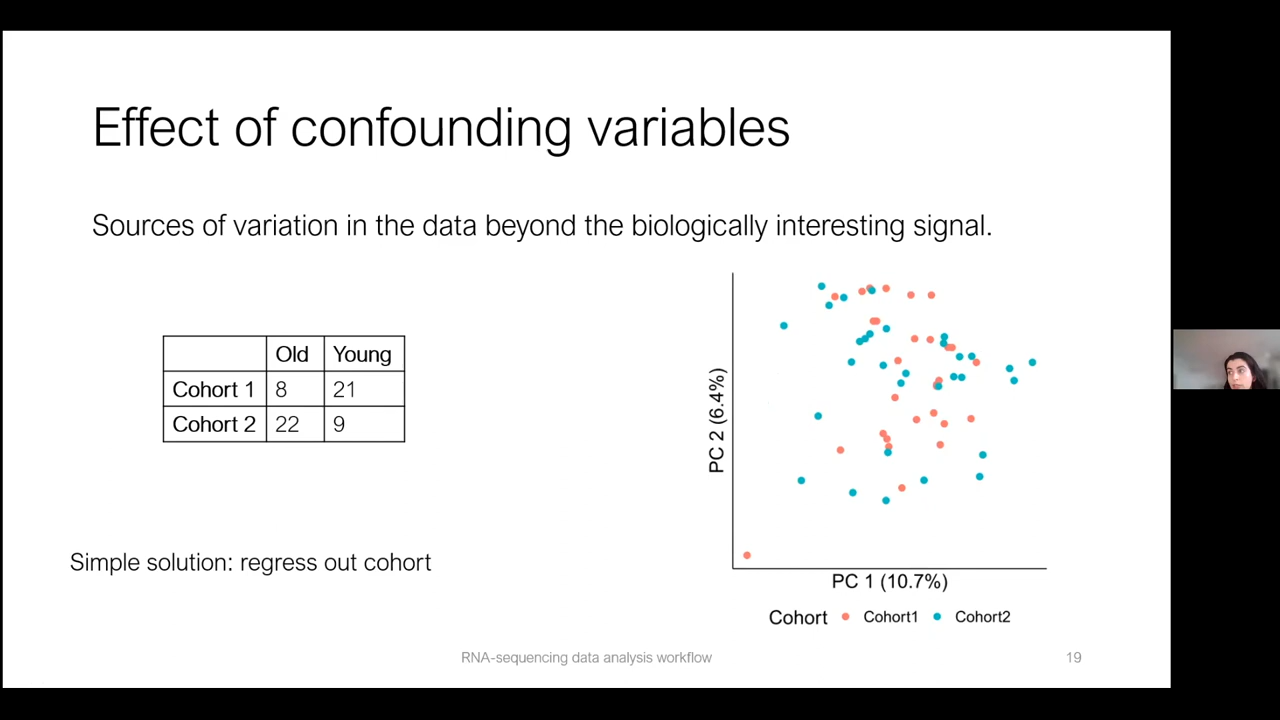 Effect of confounding variables
Sources of variation in the data beyond the biologically interesting signal.
Old Young
Cohort 1 8 21
Cohort 2 22 9
Simple solution: regress out cohort
PC 2 (6.4%)
PC 1 (10.7%)
Cohort Cohort1 Cohort2
RNA-sequencing data analysis workflow
19